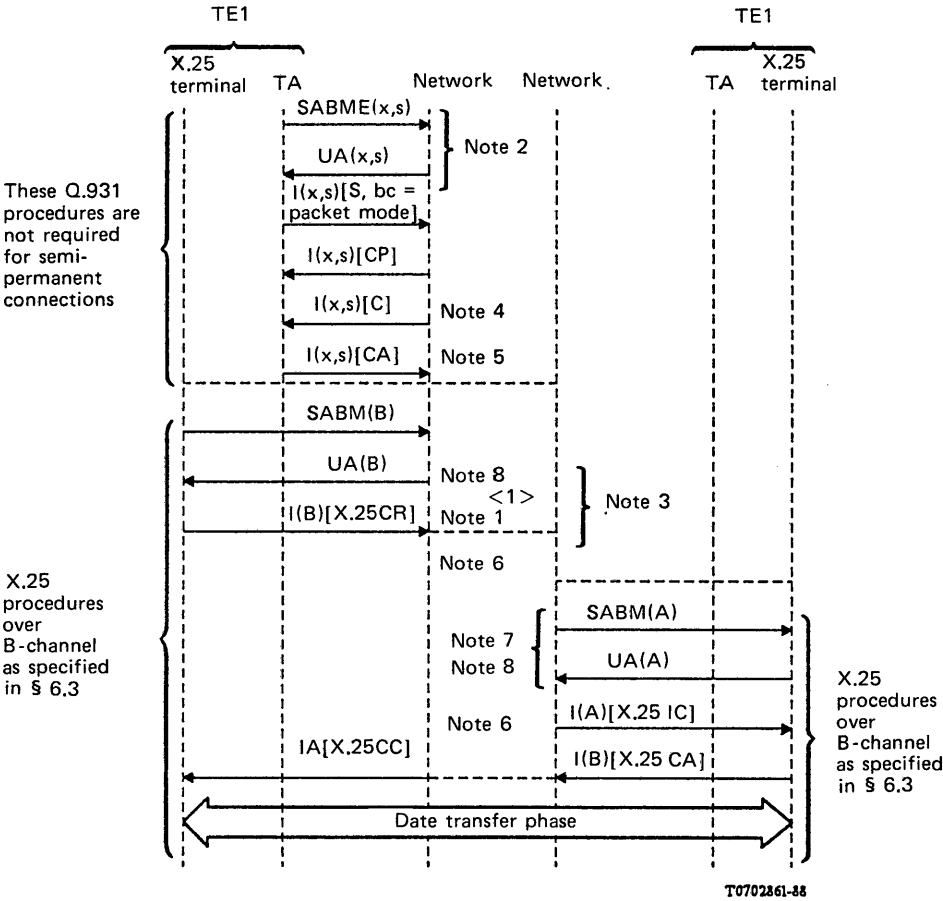 TE1
TE1
X.25
terminal
TA
Network
Network.
TA
X.25
terminal
SABME(x,s)
Note 2
UA(x,s)
These Q.931
procedures are
not required
for semi-
permanent
connections
I(x,s)[S, bc =
packet mode]
I(x,s)[CP]
I(x,s)[C]
Note 4
I(x,s)[CA]
Note 5
SABM(B)
UA(B)
Note 8
<1>
Note 3
I(B)[X.25CR]
Note 1
Note 6
X.25
procedures
over
B-channel
as specified
in § 6.3
SABM(A)
Note 7
Note 8
UA(A)
X.25
procedures
over
B-channel
as specified
in § 6.3
Note 6
I(A)[X.25 IC]
IA[X.25CC]
I(B)[X.25 CA]
Date transfer phase
T0702861-88